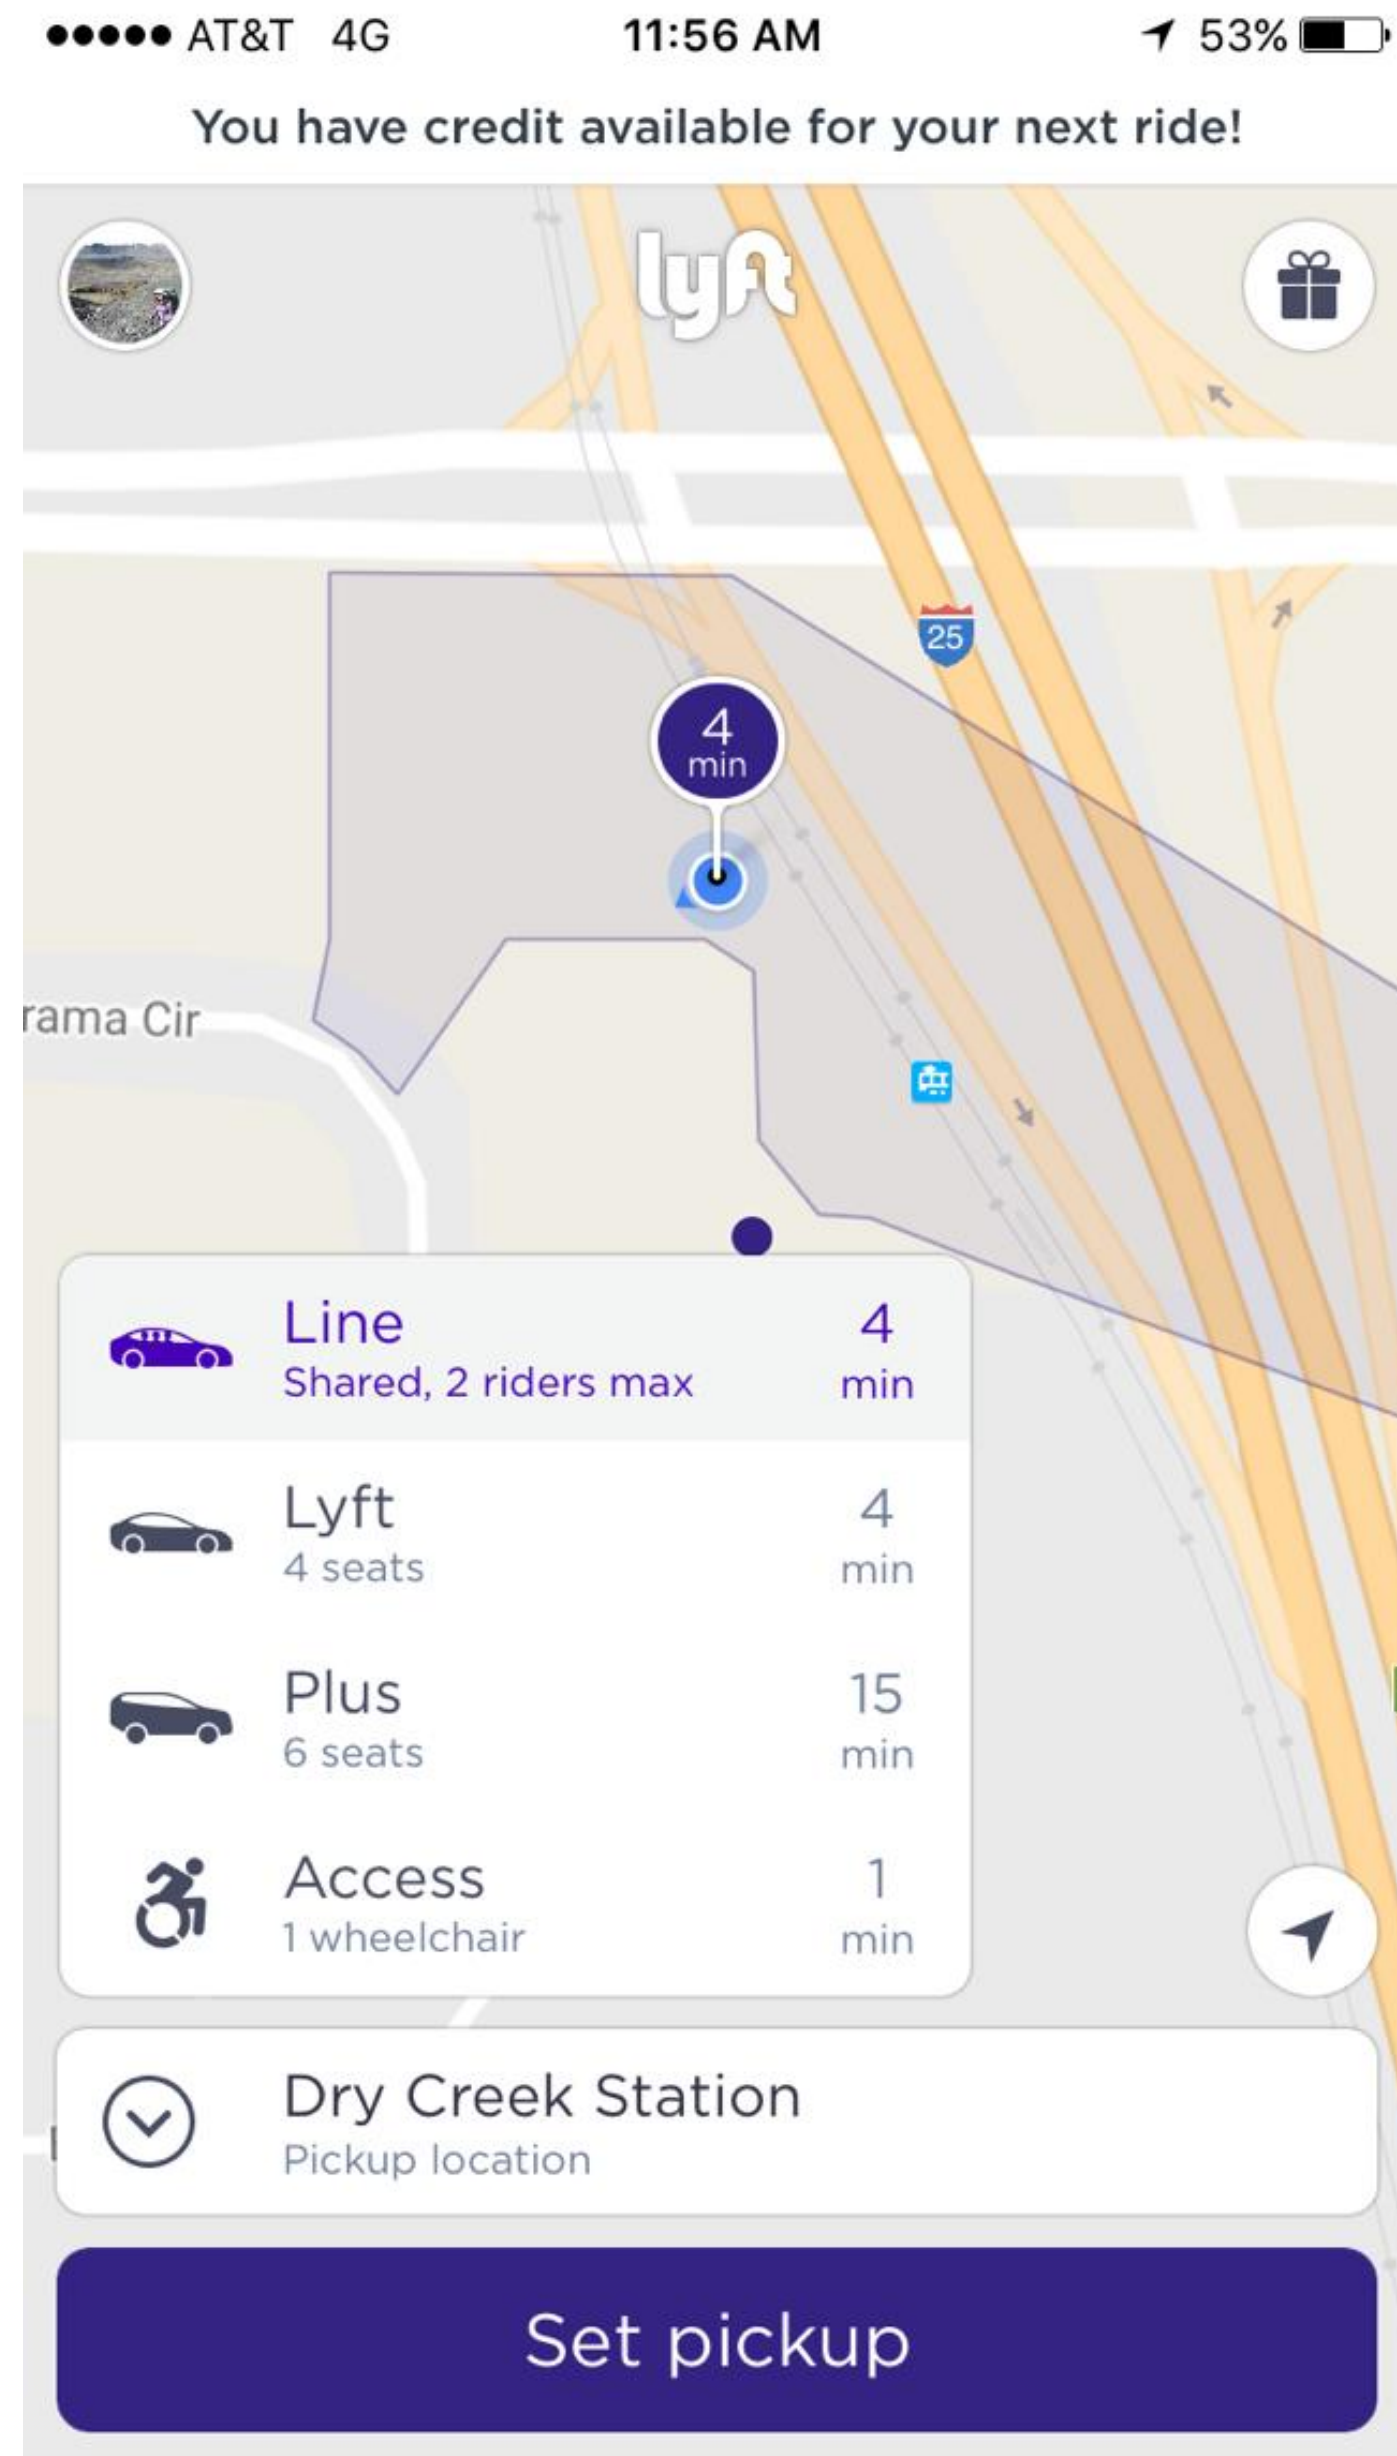 AT&T 4G 11:56 AM 53%
You have credit available for your next ride!
lyft
25
4
min
rama Cir
Line
4
Shared, 2 riders max
min
Lyft
4
4 seats
min
Plus
15
6 seats
min
Access
1
1 wheelchair
min
Dry Creek Station
Pickup location
Set pickup